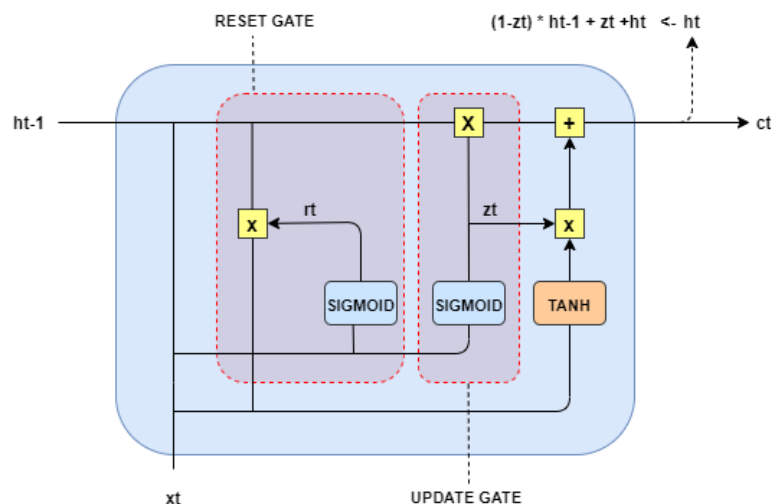 RESET GATE
(1-zt) * ht-1 + zt +ht <- ht
ht-1
X
+
ct
rt
zt
x
x
SIGMOID
SIGMOID
TANH
xt
UPDATE GATE